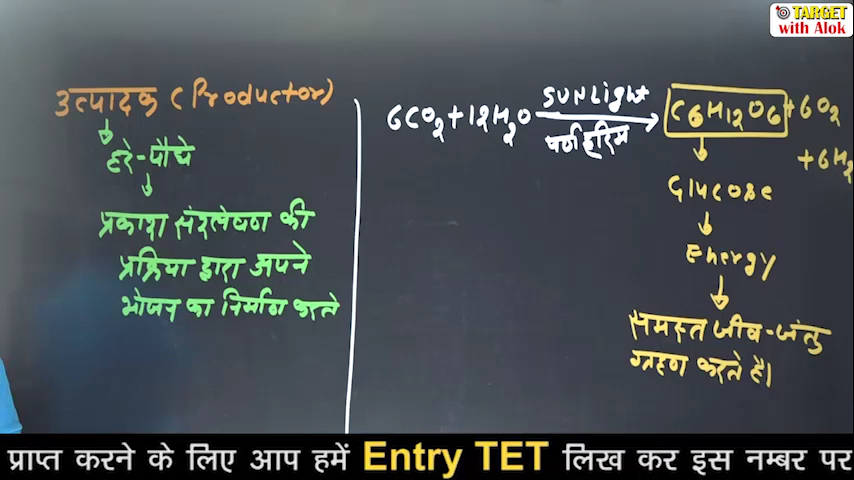 TARGET
with Alok
उत्पादक (Productor)
हरे-पौधे
प्रकाश संश्लेषण की
प्रक्रिया द्वारा अपने
भोजन का निर्माण करते
6CO2+12H2O
SUNLight
पर्णहरिम
C6H12O6+6O2
+6H2
Glucose
Energy
समस्त जीव-जंतु
ग्रहण करते है।
प्राप्त करने के लिए आप हमें Entry TET लिख कर इस नम्बर पर